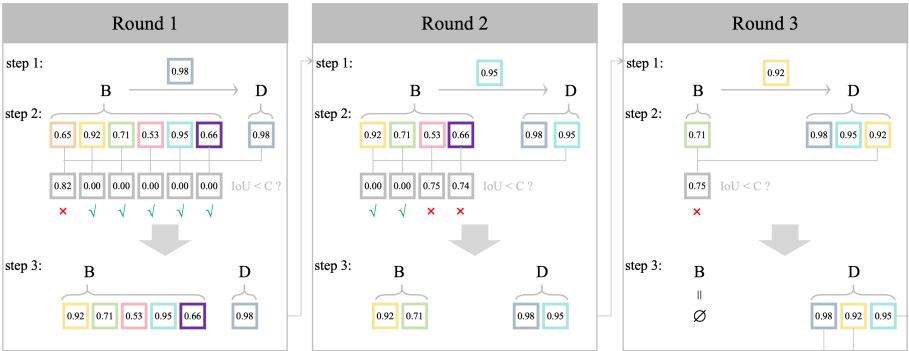 Round 1
step 1:
0.98
B D
step 2:
0.65 0.92 0.71 0.53 0.95 0.66 0.98
0.82 0.00 0.00 0.00 0.00 0.00 IoU < C ?
× √ √ √ √ √
step 3:
B D
0.92 0.71 0.53 0.95 0.66 0.98
Round 2
step 1:
0.95
B D
step 2:
0.92 0.71 0.53 0.66 0.98 0.95
0.00 0.00 0.75 0.74 IoU < C ?
√ √ × ×
step 3:
B D
0.92 0.71 0.98 0.95
Round 3
step 1:
0.92
B D
step 2:
0.71 0.98 0.95 0.92
0.75 IoU < C ?
×
step 3:
B D
=
∅ 0.98 0.92 0.95